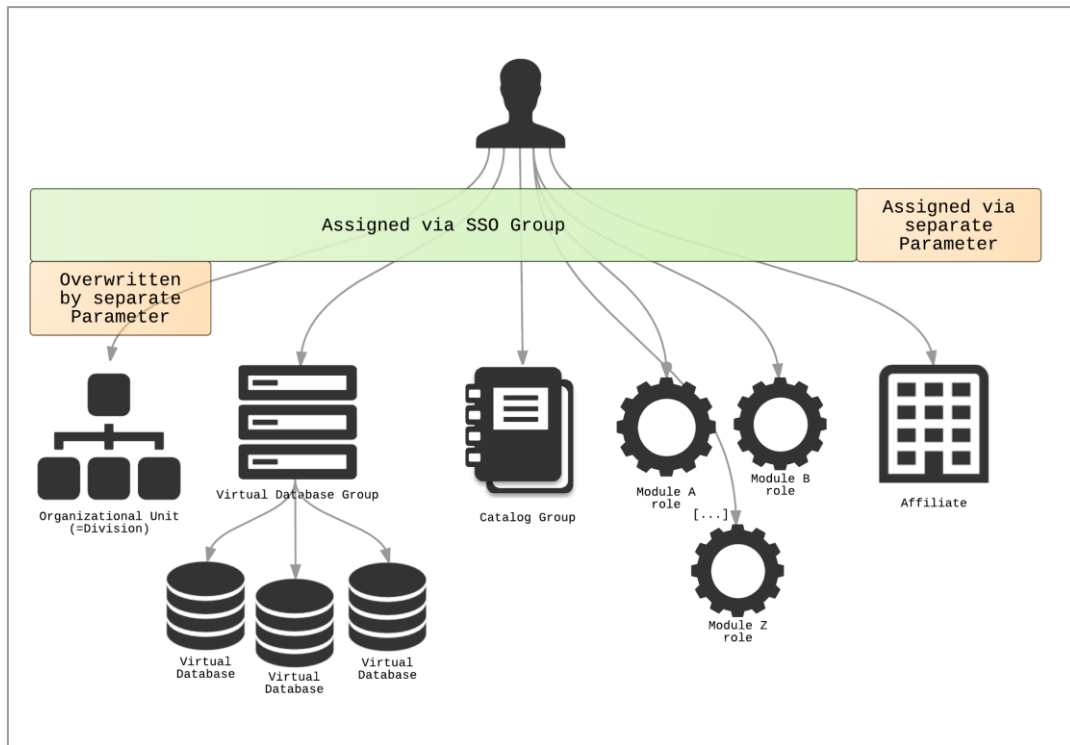 Assigned via SSO Group
Assigned via
separate
Parameter
Overwritten
by separate
Parameter
Organizational Unit
(=Division)
Virtual Database Group
Catalog Group
Module A
role
Module B
role
[...]
Affiliate
Module Z
role
Virtual
Database
Virtual
Database
Virtual
Database